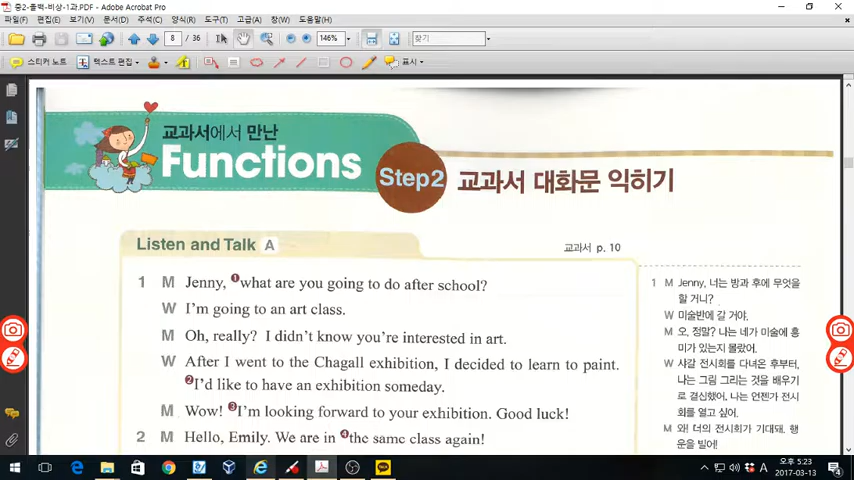 중2-올백-비상-1과.PDF - Adobe Acrobat Pro
파일(F) 편집(E) 보기(V) 문서(D) 주석(C) 양식(R) 도구(T) 고급(A) 창(W) 도움말(H)
8 / 36 146% 찾기
스티커 노트 텍스트 편집 표시
교과서에서 만난
Functions
Step2 교과서 대화문 익히기
Listen and Talk A
교과서 p. 10
1 M Jenny, ❶what are you going to do after school?
W I'm going to an art class.
M Oh, really? I didn't know you're interested in art.
W After I went to the Chagall exhibition, I decided to learn to paint.
❷I'd like to have an exhibition someday.
M Wow! ❸I'm looking forward to your exhibition. Good luck!
2 M Hello, Emily. We are in ❹the same class again!
1 M Jenny, 너는 방과 후에 무엇을
할 거니?
W 미술반에 갈 거야.
M 오, 정말? 나는 네가 미술에 흥
미가 있는지 몰랐어.
W 샤갈 전시회를 다녀온 후부터,
나는 그림 그리는 것을 배우기
로 결심했어. 나는 언젠가 전시
회를 열고 싶어.
M 와! 너의 전시회가 기대돼. 행
운을 빌어!
A 오후 5:23
2017-03-13
4